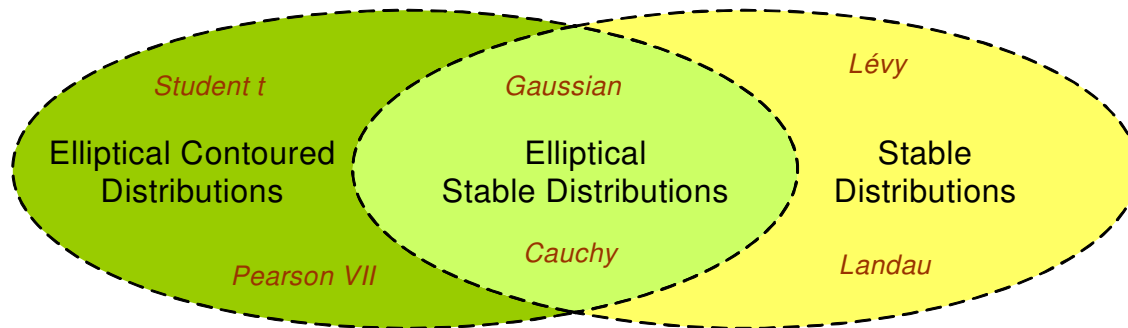 Student t
Gaussian
Lévy
Elliptical Contoured
Distributions
Elliptical
Stable Distributions
Stable
Distributions
Pearson VII
Cauchy
Landau